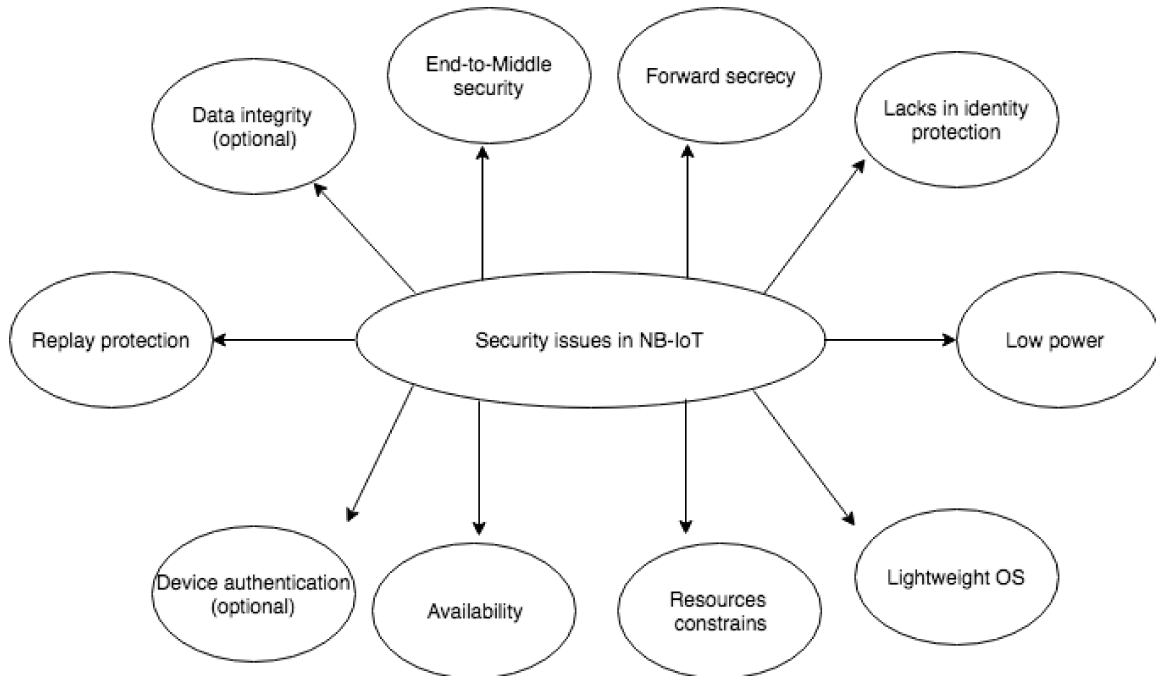 End-to-Middle
security
Forward secrecy
Data integrity
(optional)
Lacks in identity
protection
Replay protection
Security issues in NB-IoT
Low power
Device authentication
(optional)
Availability
Resources
constrains
Lightweight OS